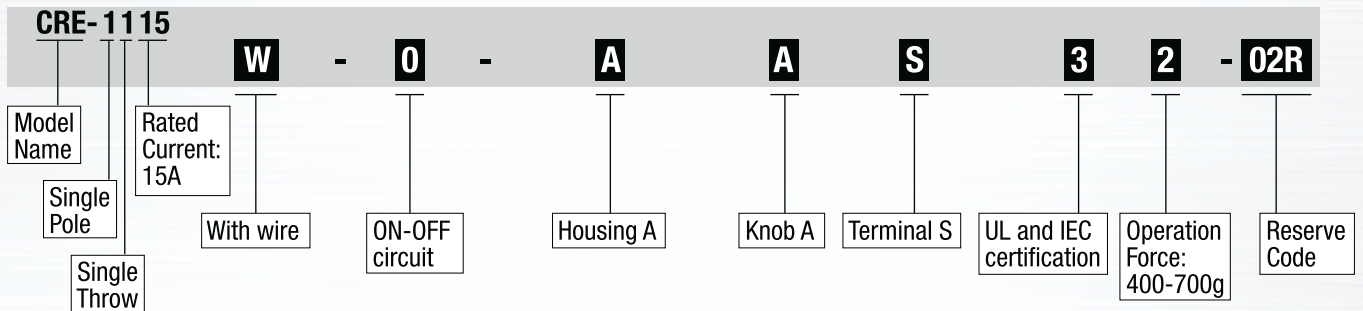 CRE-1115
W - 0 - A A S 3 2 -02R
Model
Name
Rated
Current:
15A
Single
Pole
Single
Throw
With wire
ON-OFF
circuit
Housing A
Knob A
Terminal S
UL and IEC
certification
Operation
Force:
400-700g
Reserve
Code